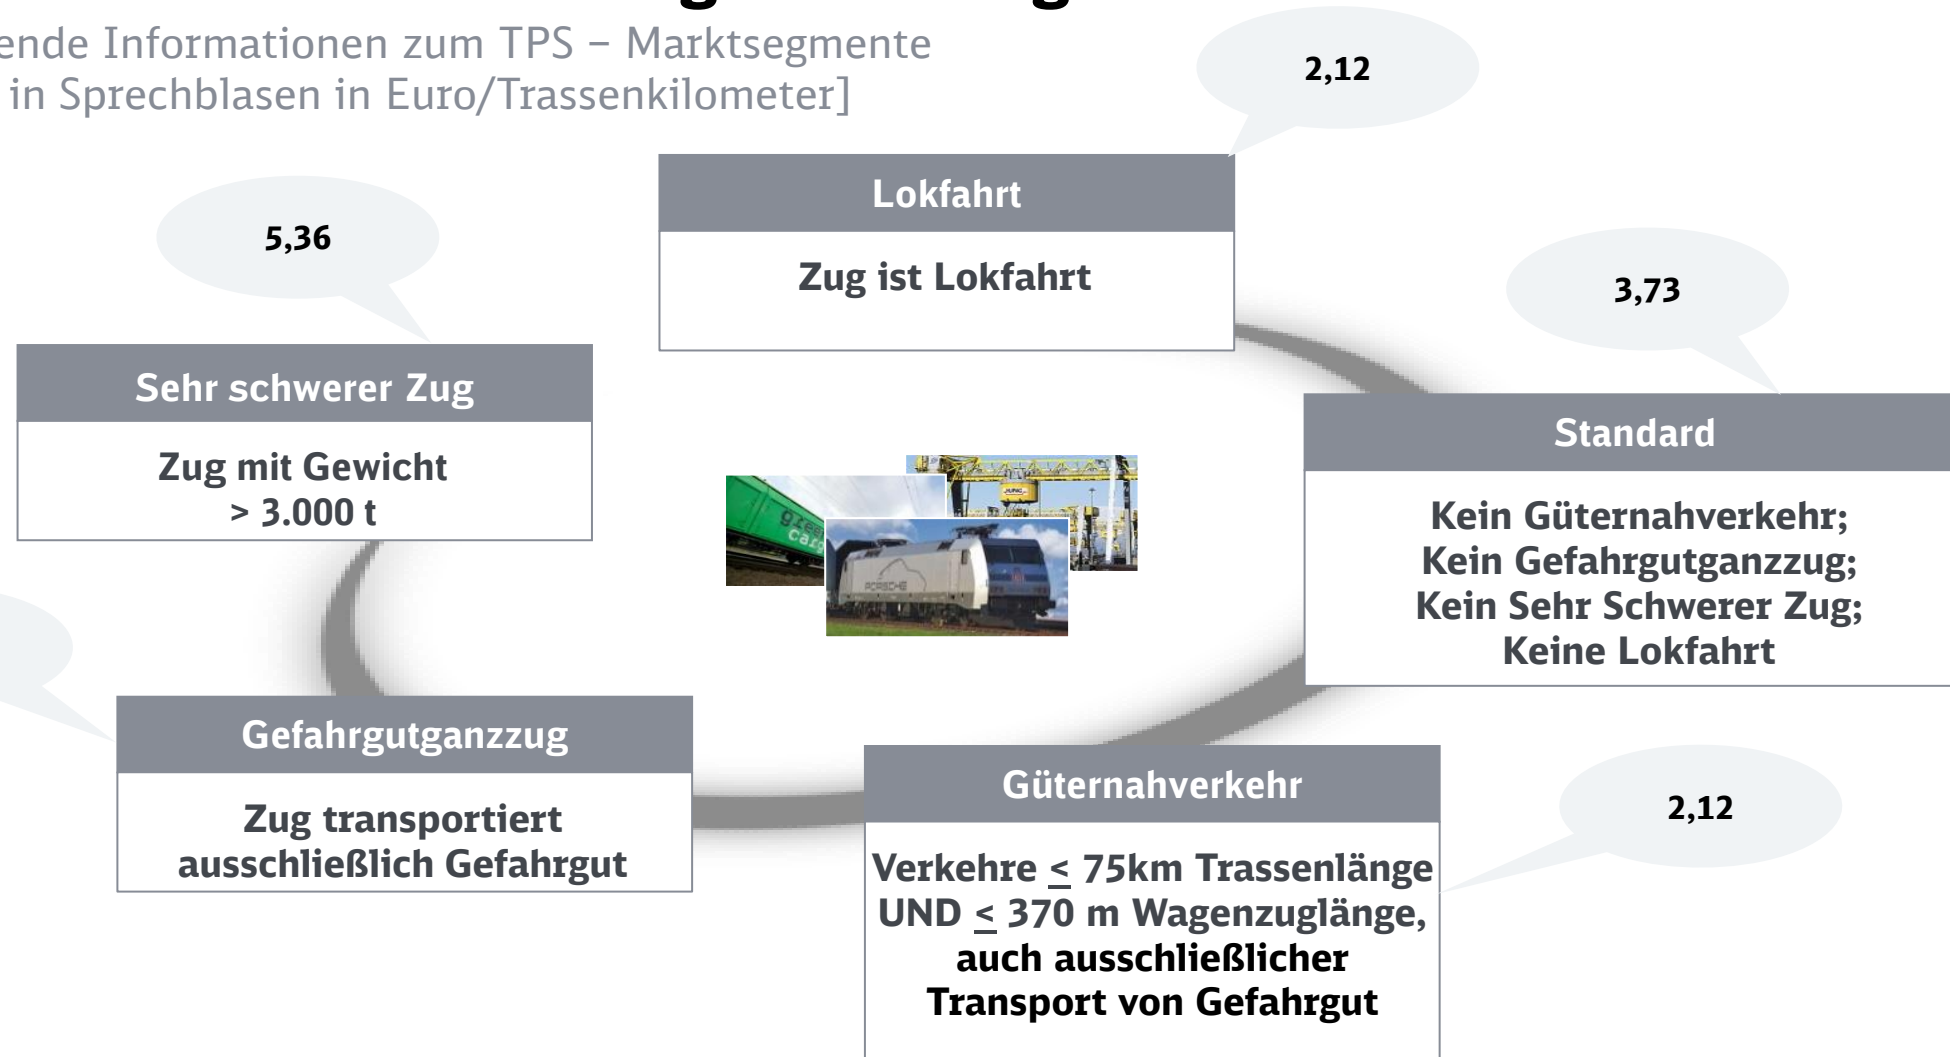 ende Informationen zum TPS – Marktsegmente
in Sprechblasen in Euro/Trassenkilometer]
2,12
Lokfahrt
Zug ist Lokfahrt
5,36
Sehr schwerer Zug
Zug mit Gewicht
> 3.000 t
3,73
Standard
Kein Güternahverkehr;
Kein Gefahrgutganzzug;
Kein Sehr Schwerer Zug;
Keine Lokfahrt
green
cargo
PORSCHE
Gefahrgutganzzug
Zug transportiert
ausschließlich Gefahrgut
Güternahverkehr
Verkehre ≤ 75km Trassenlänge
UND ≤ 370 m Wagenzuglänge,
auch ausschließlicher
Transport von Gefahrgut
2,12